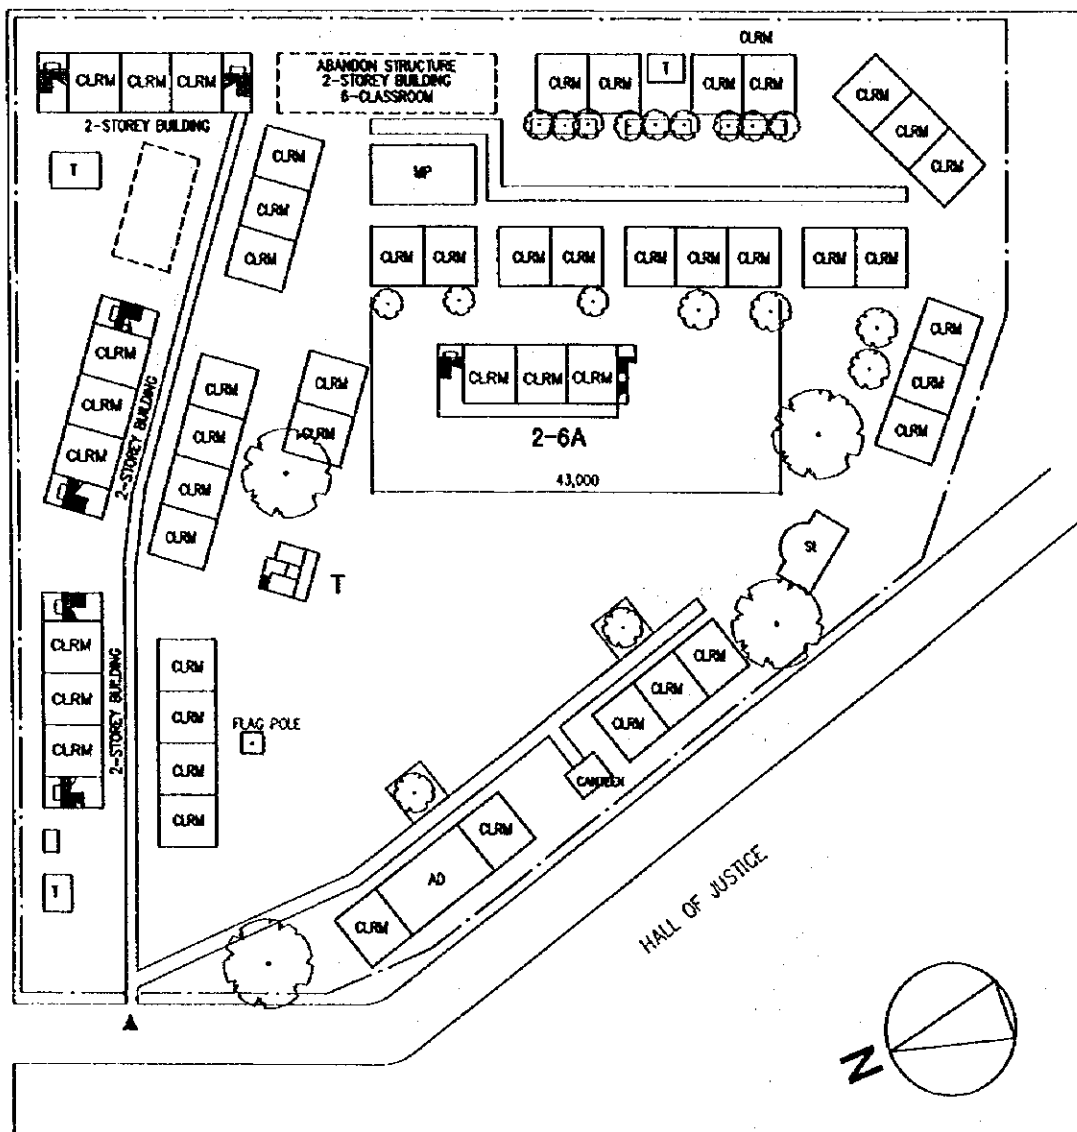 CLRM
CLRM CLRM CLRM
2-STOREY BUILDING
ABANDON STRUCTURE
2-STOREY BUILDING
6-CLASSROOM
CLRM CLRM T CLRM CLRM
CLRM
CLRM
CLRM
T
CLRM
CLRM
CLRM
MP
CLRM CLRM CLRM CLRM CLRM CLRM CLRM CLRM CLRM
CLRM
CLRM
CLRM
2-STOREY BUILDING
CLRM
CLRM
CLRM
CLRM
CLRM
CLRM
CLRM CLRM CLRM
2-6A
43,000
CLRM
CLRM
CLRM
T
St
CLRM
CLRM
CLRM
2-STOREY BUILDING
CLRM
CLRM
CLRM
CLRM
FLAG POLE
CLRM
CLRM
CLRM
CANTEEN
T
CLRM
AD
CLRM
HALL OF JUSTICE
N